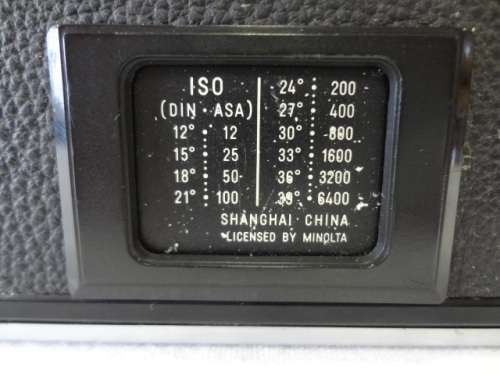 ISO
(DIN · ASA)
12° 12
15° 25
18° 50
21° 100
24° 200
27° 400
30° 800
33° 1600
36° 3200
39° 6400
SHANGHAI · CHINA
LICENSED BY MINOLTA